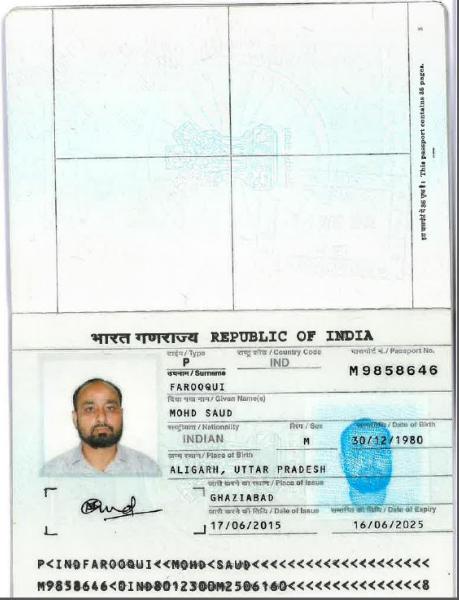 इस पासपोर्ट में 36 पृष्ठ हैं। This passport contains 36 pages.
भारत गणराज्य REPUBLIC OF INDIA
टाईप / Type राष्ट्र कोड / Country Code पासपोर्ट नं. / Passport No.
P IND M 9858646
उपनाम / Surname
FAROOQUI
दिया गया नाम / Given Name(s)
MOHD SAUD
राष्ट्रीयता / Nationality लिंग / Sex जन्मतिथि / Date of Birth
INDIAN M 30/12/1980
जन्म स्थान / Place of Birth
ALIGARH, UTTAR PRADESH
जारी करने का स्थान / Place of Issue
GHAZIABAD
जारी करने की तिथि / Date of Issue समाप्ति की तिथि / Date of Expiry
17/06/2015 16/06/2025
P<INDFAROOQUI<<MOHD<SAUD<<<<<<<<<<<<<<<<<<<<
M9858646<0IND8012300M2506160<<<<<<<<<<<<<<<8